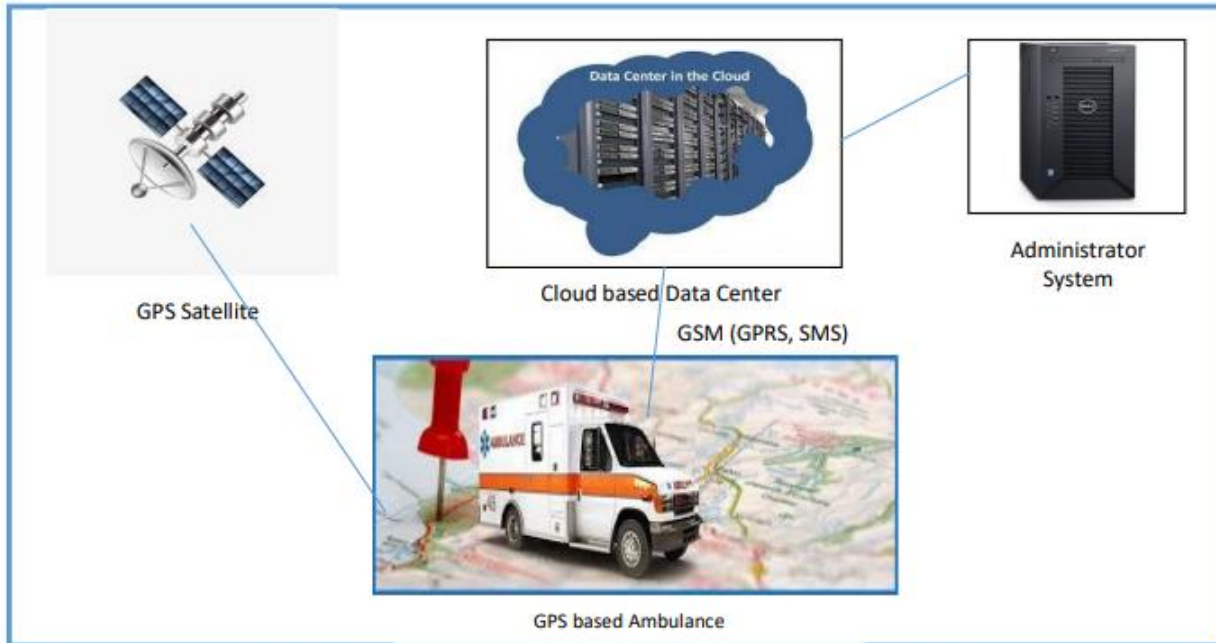 Data Center in the Cloud
DELL
GPS Satellite
Cloud based Data Center
Administrator
System
GSM (GPRS, SMS)
AMBULANCE
GPS based Ambulance